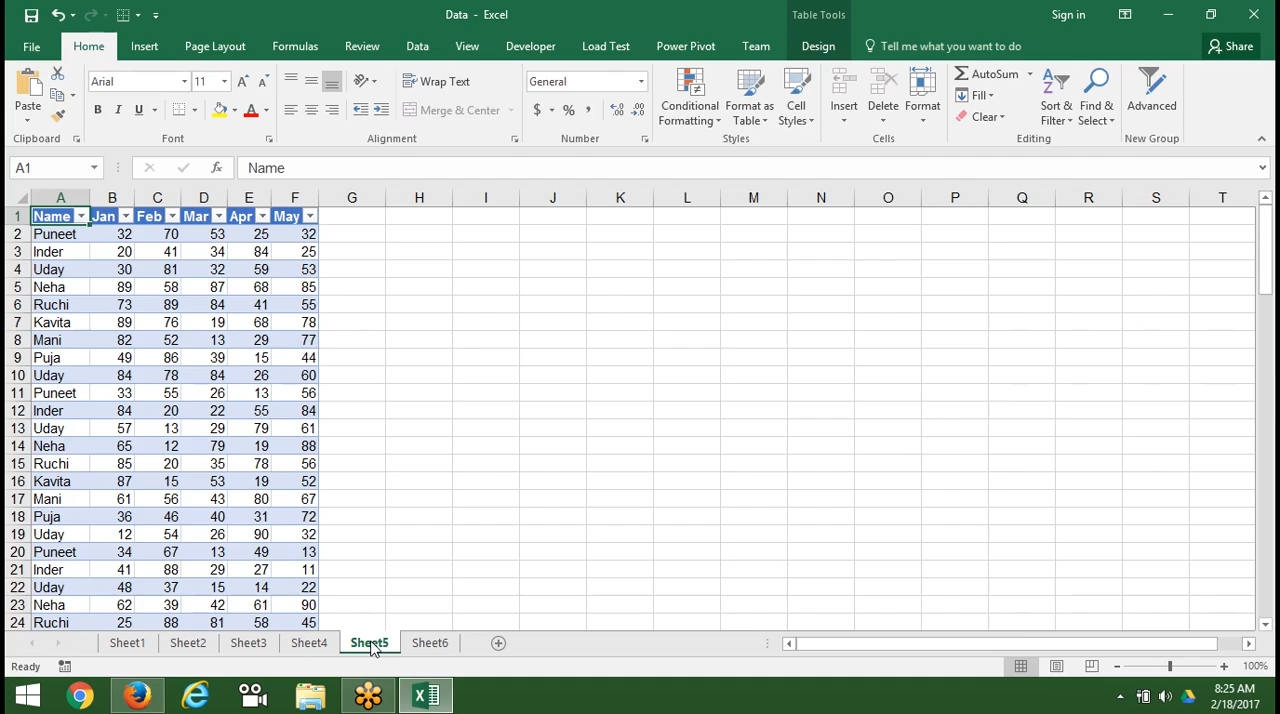 Data - Excel
Table Tools
Sign in
File
Home
Insert
Page Layout
Formulas
Review
Data
View
Developer
Load Test
Power Pivot
Team
Design
Tell me what you want to do
Share
Paste
Arial
11
Wrap Text
Merge & Center
General
Conditional Formatting
Format as Table
Cell Styles
Insert
Delete
Format
AutoSum
Fill
Clear
Sort & Filter
Find & Select
Advanced
Clipboard
Font
Alignment
Number
Styles
Cells
Editing
New Group
A1
Name
A B C D E F G H I J K L M N O P Q R S T
1 Name Jan Feb Mar Apr May
2 Puneet 32 70 53 25 32
3 Inder 20 41 34 84 25
4 Uday 30 81 32 59 53
5 Neha 89 58 87 68 85
6 Ruchi 73 89 84 41 55
7 Kavita 89 76 19 68 78
8 Mani 82 52 13 29 77
9 Puja 49 86 39 15 44
10 Uday 84 78 84 26 60
11 Puneet 33 55 26 13 56
12 Inder 84 20 22 55 84
13 Uday 57 13 29 79 61
14 Neha 65 12 79 19 88
15 Ruchi 85 20 35 78 56
16 Kavita 87 15 53 19 52
17 Mani 61 56 43 80 67
18 Puja 36 46 40 31 72
19 Uday 12 54 26 90 32
20 Puneet 34 67 13 49 13
21 Inder 41 88 29 27 11
22 Uday 48 37 15 14 22
23 Neha 62 39 42 61 90
24 Ruchi 25 88 81 58 45
Sheet1 Sheet2 Sheet3 Sheet4 Sheet5 Sheet6
Ready
100%
8:25 AM
2/18/2017